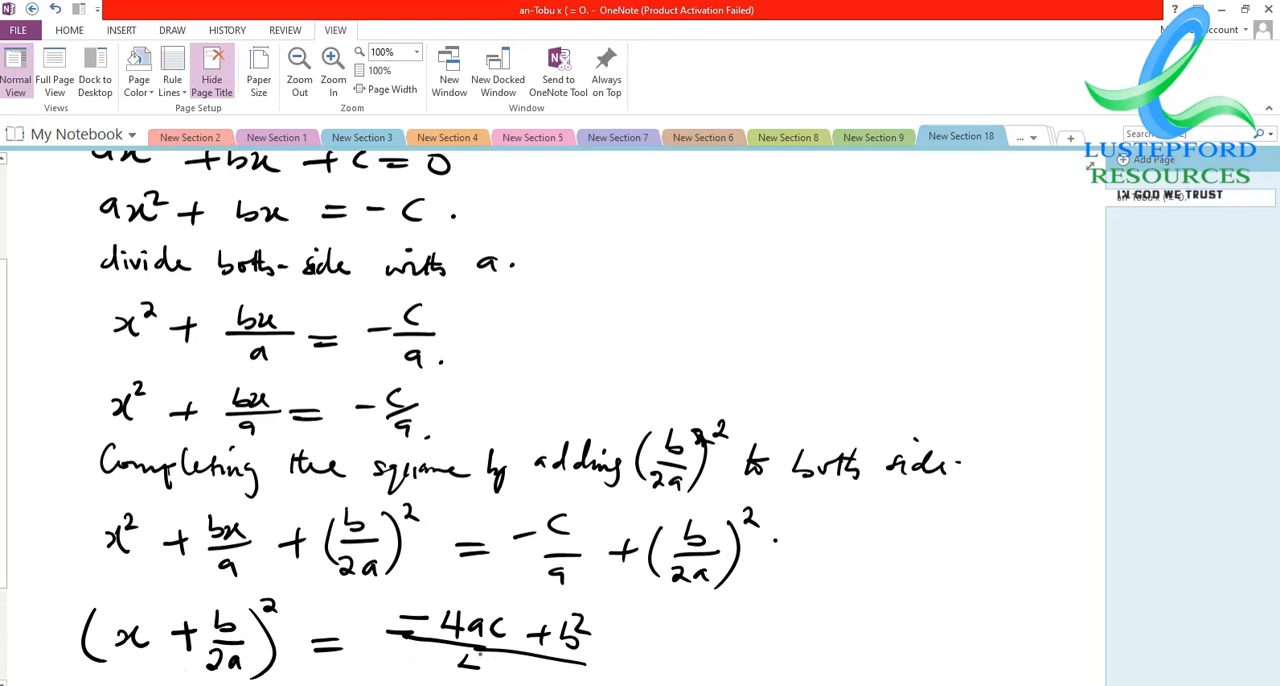 an-Tobu x ( = O. - OneNote (Product Activation Failed)
FILE HOME INSERT DRAW HISTORY REVIEW VIEW
Normal View
Full Page View
Dock to Desktop
Views
Page Color
Rule Lines
Hide Page Title
Paper Size
Page Setup
Zoom Out
Zoom In
100%
100%
Page Width
Zoom
New Window
New Docked Window
Send to OneNote Tool
Always on Top
Window
My Notebook
New Section 2
New Section 1
New Section 3
New Section 4
New Section 5
New Section 7
New Section 6
New Section 8
New Section 9
New Section 18
...
Search
Add Page
an-Tobu x ( = O.
LUSTEPFORD
RESOURCES
IN GOD WE TRUST
ax + bx + c = 0
ax² + bx = - c .
divide both-side with a.
x² + bx/a = - c/a .
x² + bx/a = - c/a .
Completing the square by adding (b/2a)² to both side.
x² + bx/a + (b/2a)² = - c/a + (b/2a)² .
(x + b/2a)² = - 4ac + b²